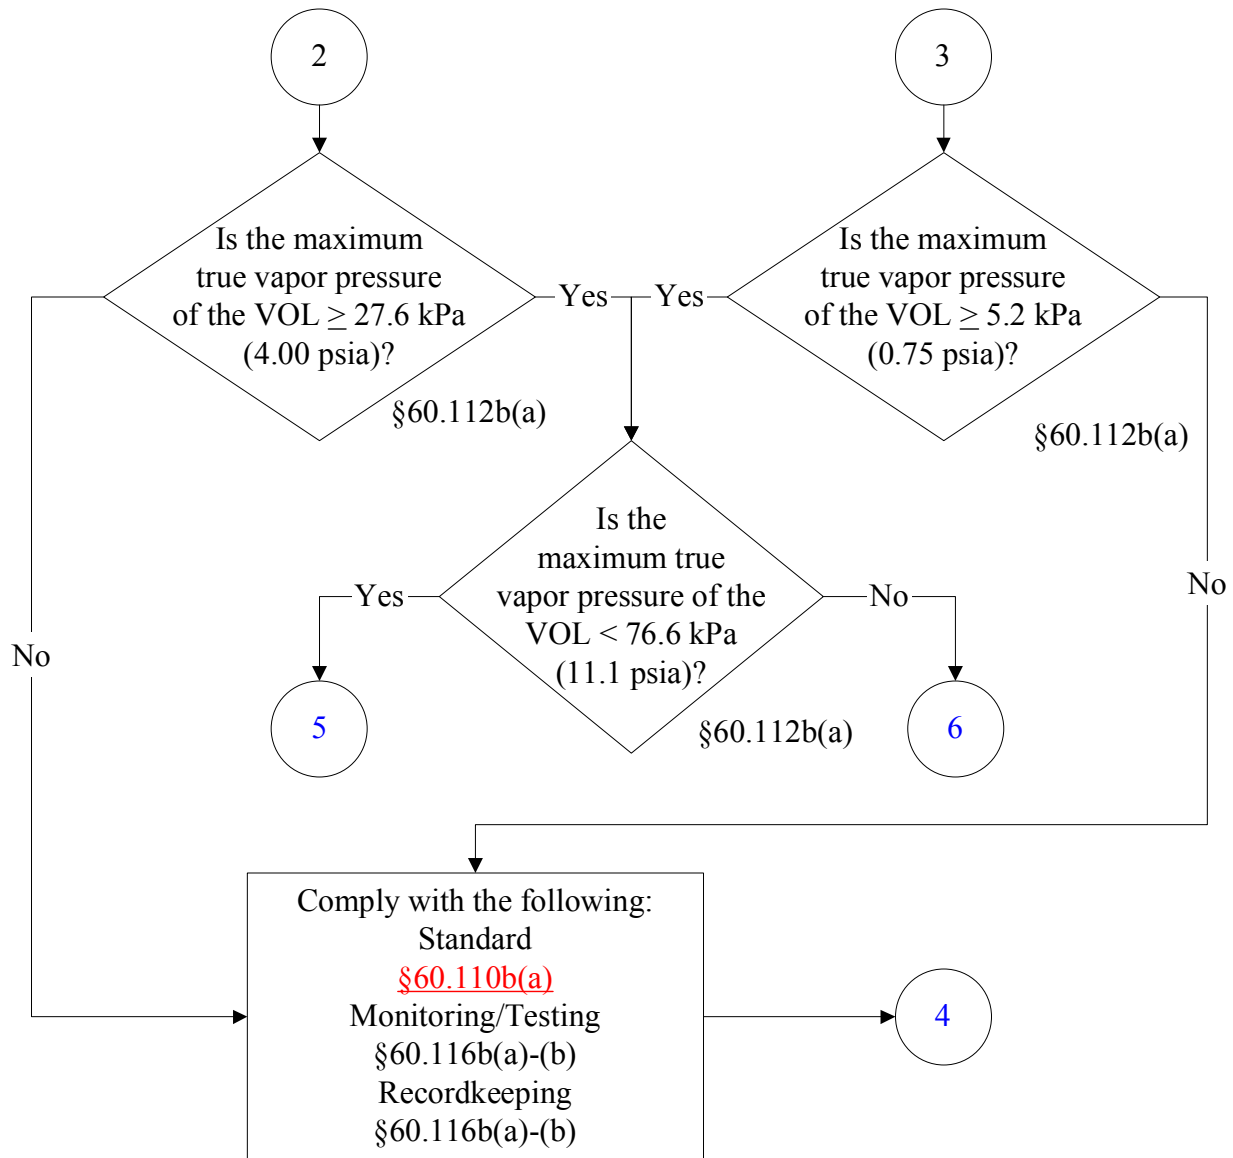 2
3
Is the maximum
true vapor pressure
of the VOL ≥ 27.6 kPa
(4.00 psia)?
Yes
Yes
Is the maximum
true vapor pressure
of the VOL ≥ 5.2 kPa
(0.75 psia)?
§60.112b(a)
§60.112b(a)
Is the
maximum true
vapor pressure of the
VOL < 76.6 kPa
(11.1 psia)?
Yes
No
No
No
§60.112b(a)
5
6
Comply with the following:
Standard
§60.110b(a)
Monitoring/Testing
§60.116b(a)-(b)
Recordkeeping
§60.116b(a)-(b)
4